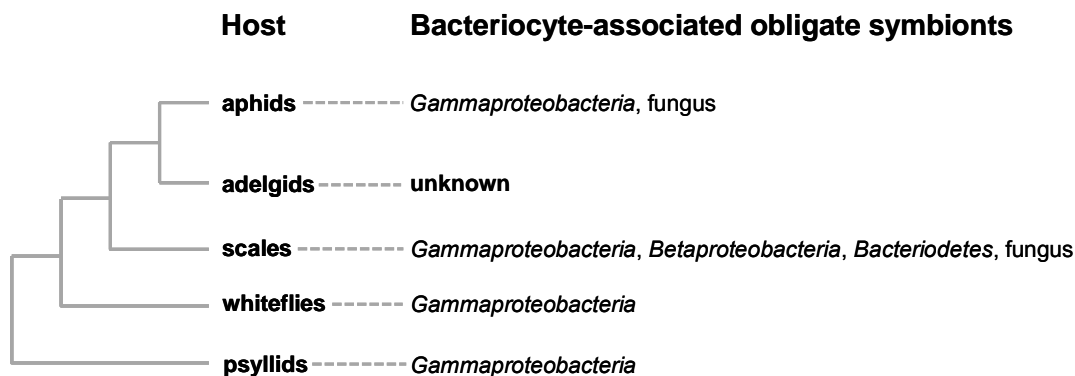 Host Bacteriocyte-associated obligate symbionts
aphids Gammaproteobacteria, fungus
adelgids unknown
scales Gammaproteobacteria, Betaproteobacteria, Bacteriodetes, fungus
whiteflies Gammaproteobacteria
psyllids Gammaproteobacteria